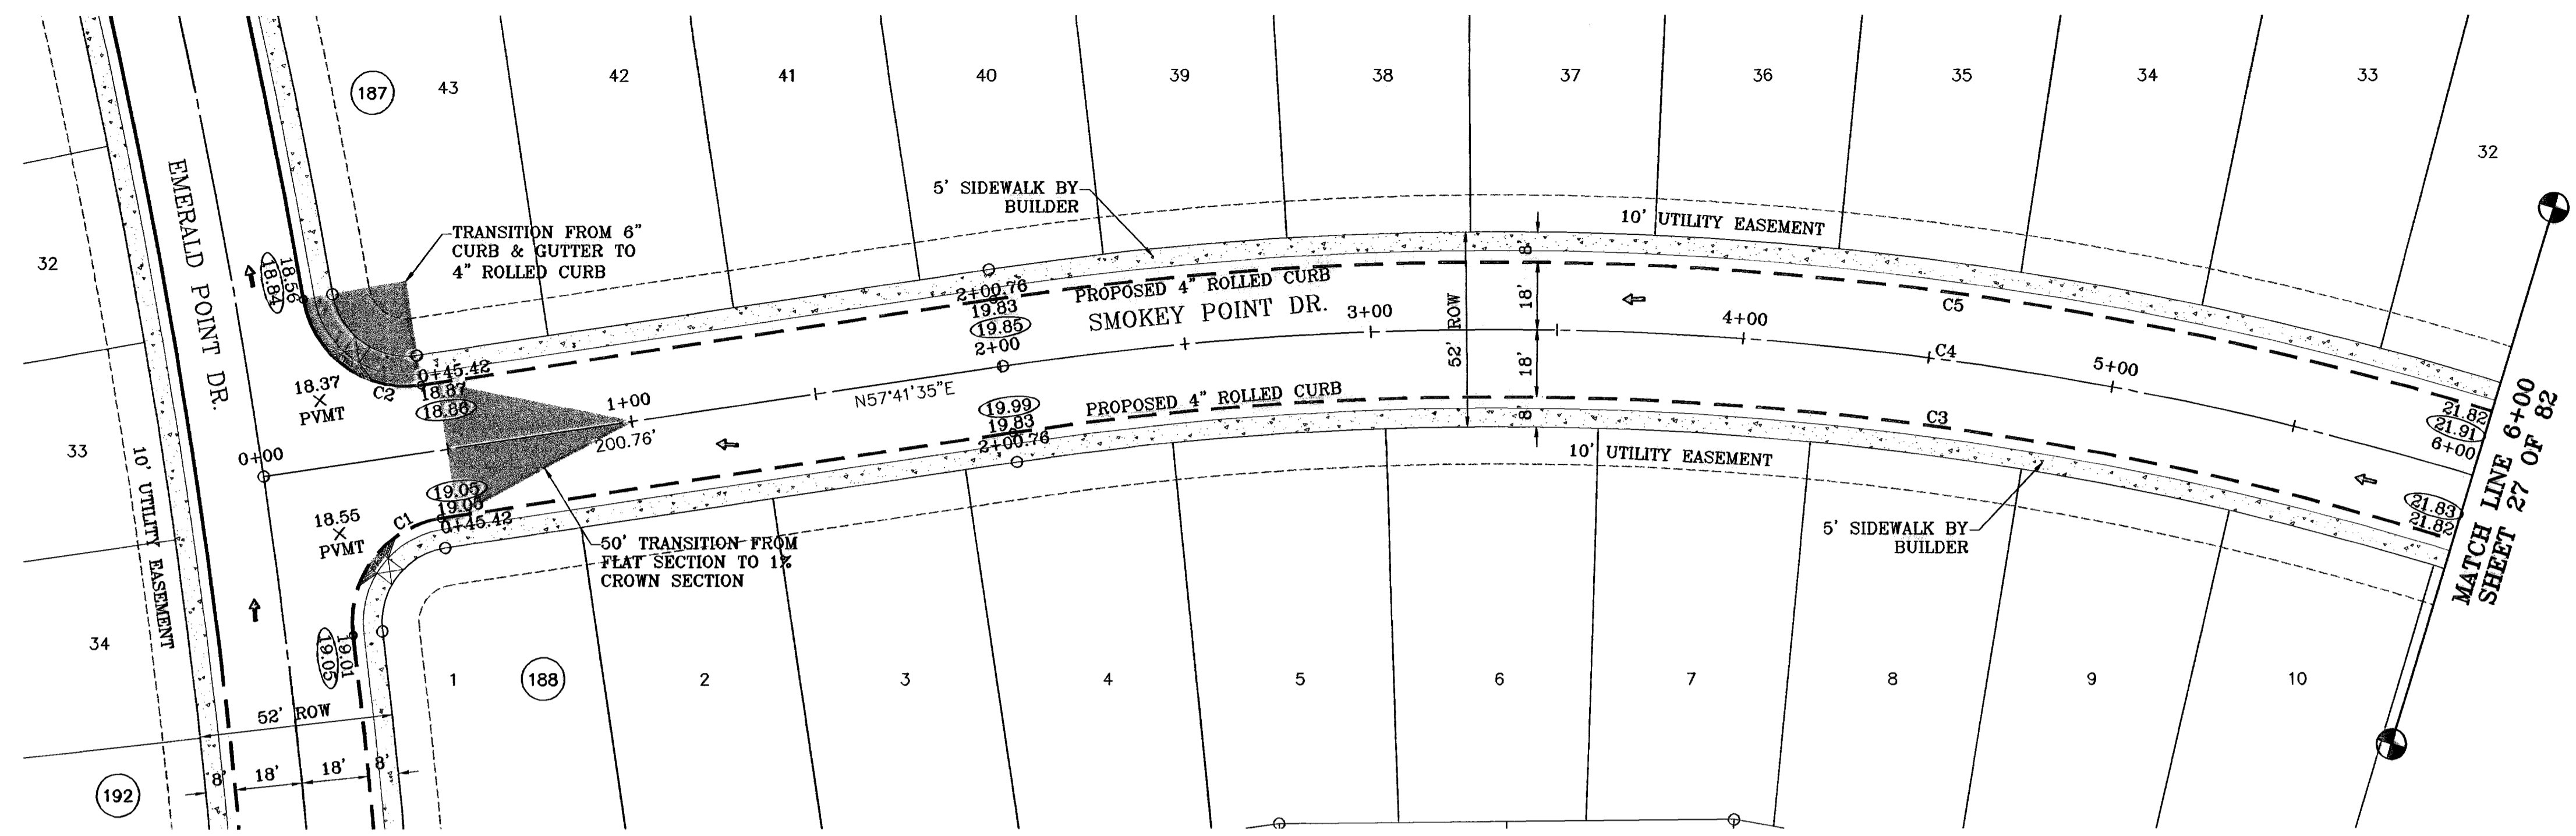 187
43
42
41
40
39
38
37
36
35
34
33
32
EMERALD POINT DR.
32
33
34
192
10' UTILITY EASEMENT
TRANSITION FROM 6"
CURB & GUTTER TO
4" ROLLED CURB
5' SIDEWALK BY
BUILDER
10' UTILITY EASEMENT
18.56
18.84
C2
0+45.42
18.87
18.86
18.37
PVMT
0+00
1+00
200.76'
N57°41'35"E
2+00.76
19.83
19.85
2+00
PROPOSED 4" ROLLED CURB
SMOKEY POINT DR.
3+00
52' ROW
8'
18'
18'
8'
4+00
C5
C4
5+00
C3
21.82
21.91
6+00
21.83
21.82
MATCH LINE 6+00
SHEET 27 OF 82
19.99
19.83
2+00.76
PROPOSED 4" ROLLED CURB
10' UTILITY EASEMENT
5' SIDEWALK BY
BUILDER
19.05
19.06
0+45.42
18.55
PVMT
C1
50' TRANSITION FROM
FLAT SECTION TO 1%
CROWN SECTION
19.01
19.05
52' ROW
8'
18'
18'
8'
1
188
2
3
4
5
6
7
8
9
10